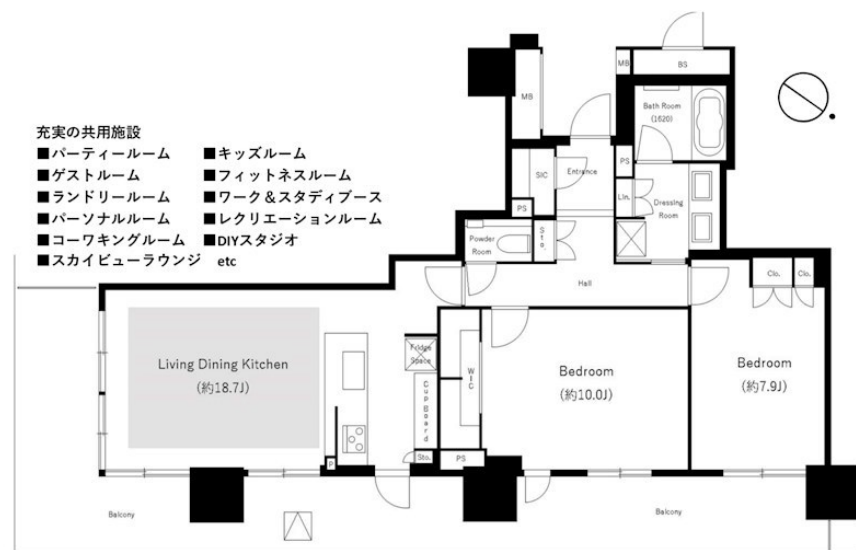 充実の共用施設
■パーティールーム ■キッズルーム
■ゲストルーム ■フィットネスルーム
■ランドリールーム ■ワーク＆スタディブース
■パーソナルルーム ■レクリエーションルーム
■コーワキングルーム ■DIYスタジオ
■スカイビューラウンジ etc
MB
MB
BS
Bath Room
(1620)
SIC
Entrance
PS
PS
Lin.
Dressing
Room
Powder
Room
Sto.
Hall
Clo.
Clo.
Living Dining Kitchen
(約18.7J)
Fridge
Space
Cup Board
WIC
Bedroom
(約10.0J)
Bedroom
(約7.9J)
P
Sto.
PS
Balcony
Balcony